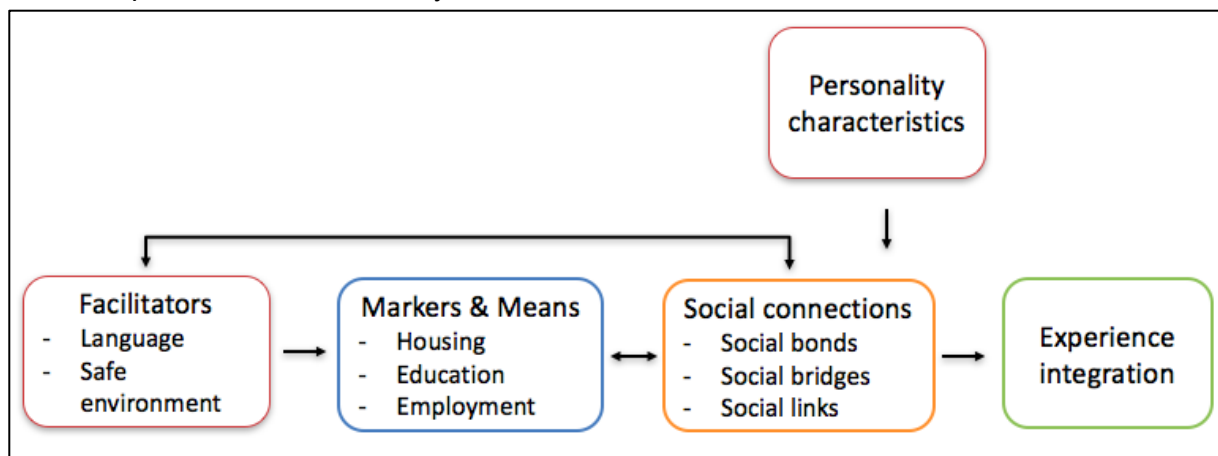 Personality
characteristics
Facilitators
- Language
- Safe
environment
Markers & Means
- Housing
- Education
- Employment
Social connections
- Social bonds
- Social bridges
- Social links
Experience
integration